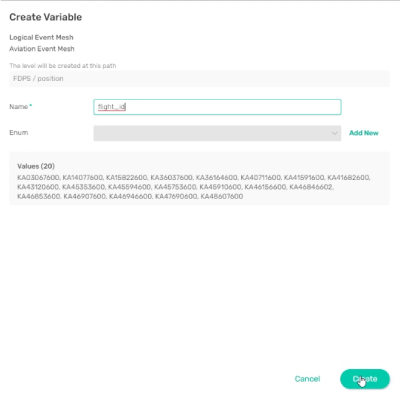 Create Variable
Logical Event Mesh
Aviation Event Mesh
The level will be created at this path
FDPS / position
Name *
flight_id
Enum
Add New
Values (20)
KA03067600, KA14077600, KA15822600, KA36037600, KA36164600, KA40711600, KA41591600, KA41682600,
KA43120600, KA45353600, KA45594600, KA45753600, KA45910600, KA46156600, KA46846602,
KA46853600, KA46907600, KA46946600, KA47690600, KA48607600
Cancel
Create